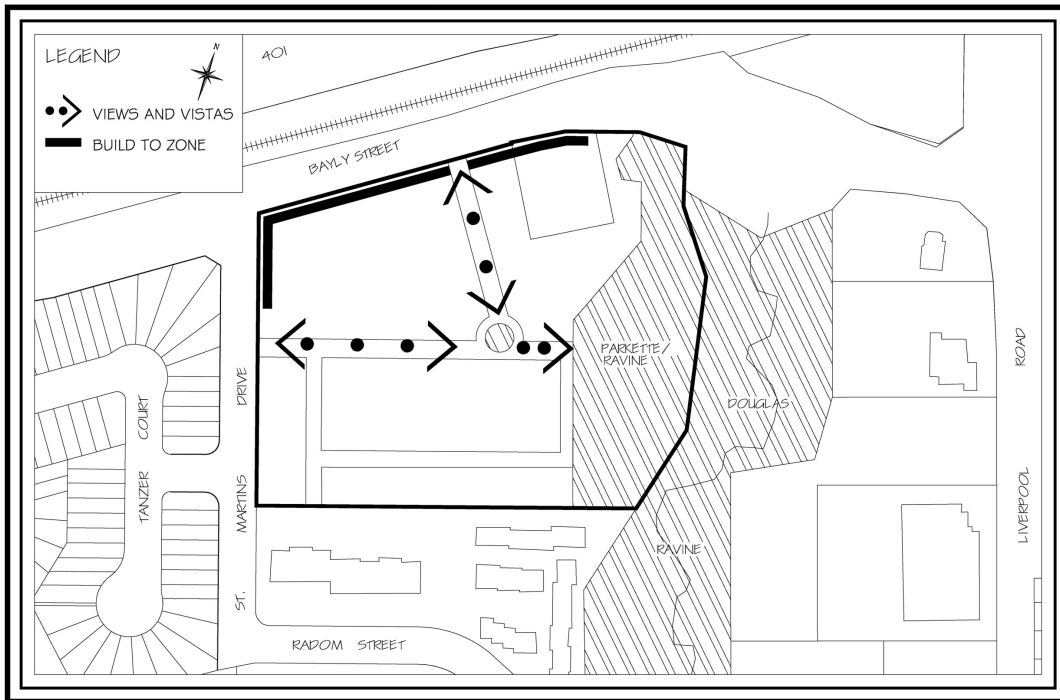 LEGEND
N
VIEWS AND VISTAS
BUILD TO ZONE
401
BAYLY STREET
PARKETTE/
RAVINE
DOUGLAS
RAVINE
TANZER COURT
ST. MARTINS DRIVE
RADOM STREET
LIVERPOOL ROAD